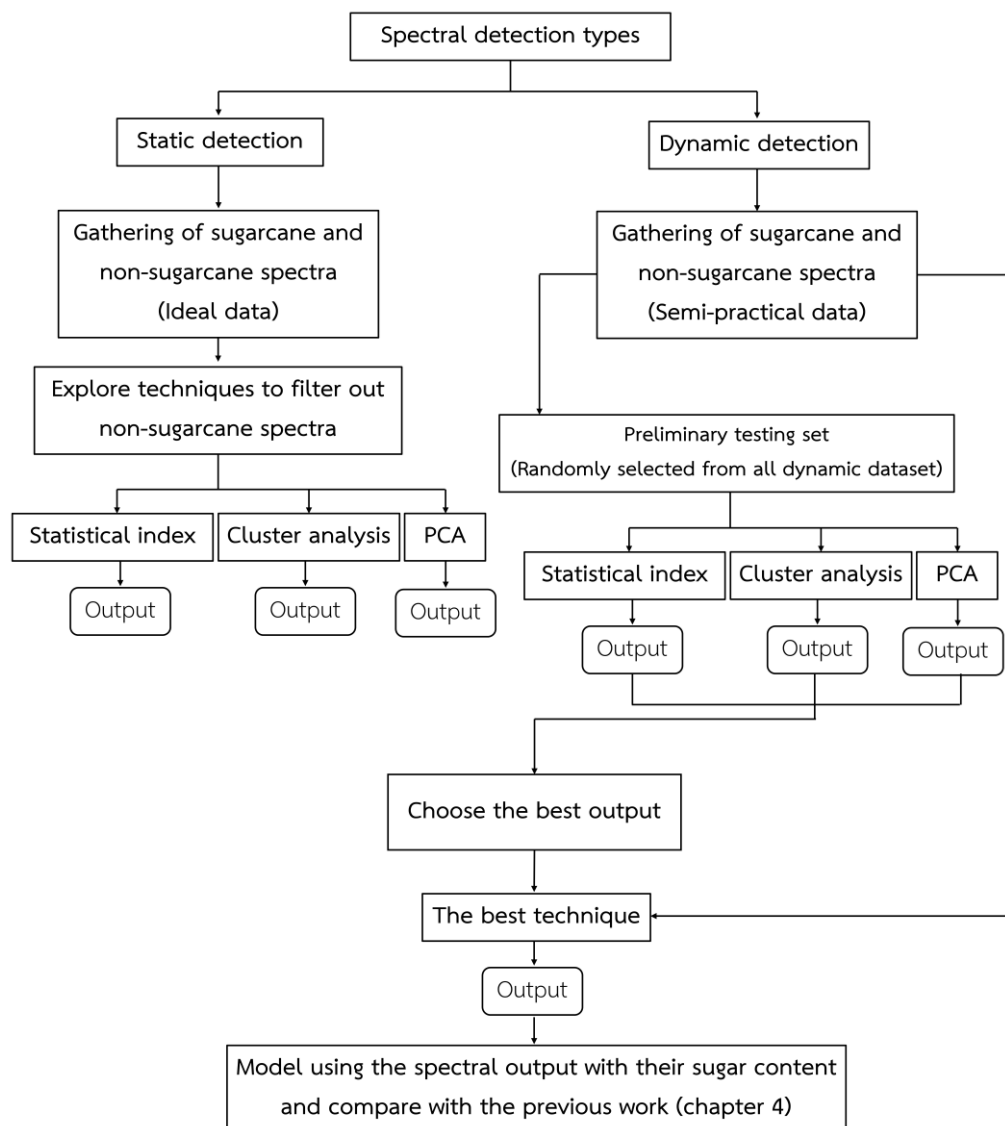 Spectral detection types
Static detection
Dynamic detection
Gathering of sugarcane and
non-sugarcane spectra
(Ideal data)
Gathering of sugarcane and
non-sugarcane spectra
(Semi-practical data)
Explore techniques to filter out
non-sugarcane spectra
Preliminary testing set
(Randomly selected from all dynamic dataset)
Statistical index
Cluster analysis
PCA
Output
Output
Output
Statistical index
Cluster analysis
PCA
Output
Output
Output
Choose the best output
The best technique
Output
Model using the spectral output with their sugar content
and compare with the previous work (chapter 4)